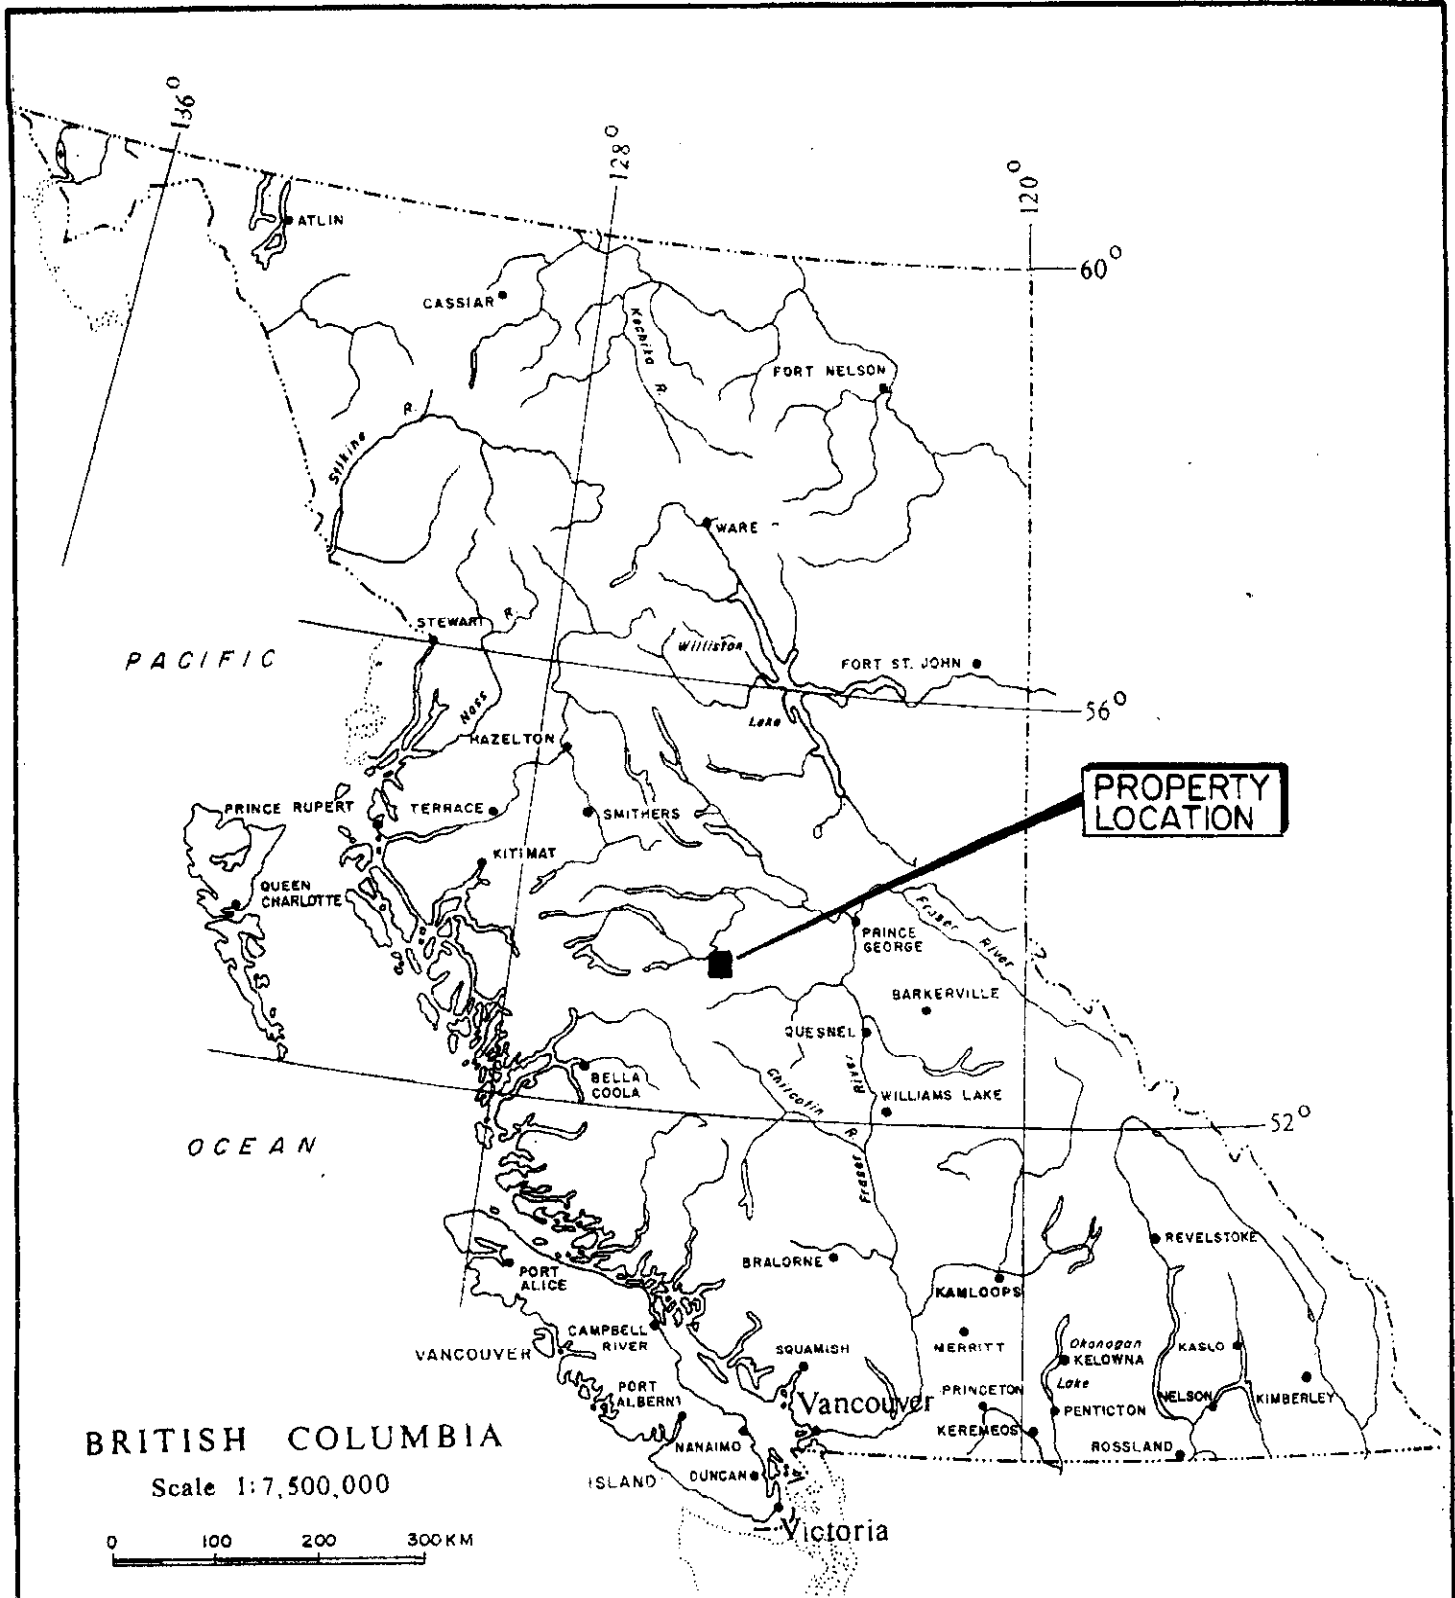 136°
128°
120°
ATLIN
60°
CASSIAR
Kechika
R.
FORT NELSON
Stikine
R.
WARE
STEWART
R.
PACIFIC
Williston
FORT ST. JOHN
Nass
Lake
56°
HAZELTON
PROPERTY
LOCATION
PRINCE RUPERT
TERRACE
SMITHERS
KITIMAT
QUEEN
CHARLOTTE
Fraser River
PRINCE
GEORGE
BARKERVILLE
QUESNEL
River
BELLA
COOLA
Chilcotin
R.
WILLIAMS LAKE
52°
OCEAN
Fraser
REVELSTOKE
BRALORNE
PORT
ALICE
KAMLOOPS
CAMPBELL
RIVER
MERRITT
Okanagan
KELOWNA
KASLO
VANCOUVER
SQUAMISH
Lake
PORT
ALBERNI
Vancouver
PRINCETON
PENTICTON
NELSON
KIMBERLEY
NANAIMO
KEREMEOS
ROSSLAND
BRITISH COLUMBIA
Scale 1:7,500,000
ISLAND
DUNCAN
Victoria
0 100 200 300 KM